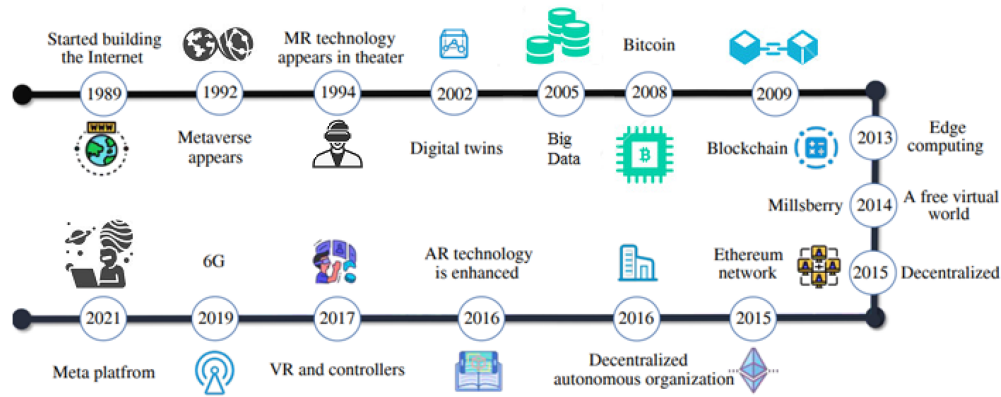 Started building
the Internet
MR technology
appears in theater
Bitcoin
1989
1992
1994
2002
2005
2008
2009
WWW
Metaverse
appears
Digital twins
Big
Data
Blockchain
2013
Edge
computing
Millsberry
2014
A free virtual
world
2015
Decentralized
6G
AR technology
is enhanced
Ethereum
network
2021
2019
2017
2016
2016
2015
Meta platfrom
VR and controllers
Decentralized
autonomous organization